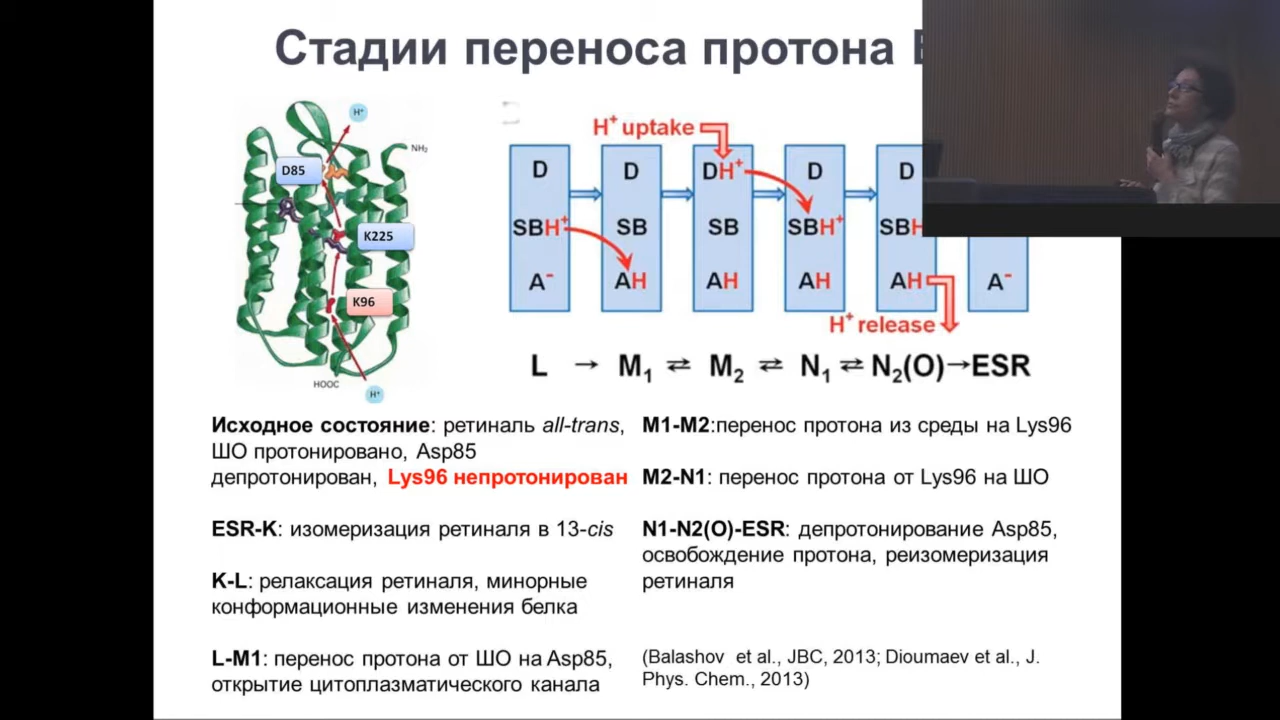 Стадии переноса протона
H⁺
D85
NH₂
K225
K96
HOOC
H⁺
H⁺ uptake
D D DH⁺ D D
SBH⁺ SB SB SBH⁺ SBH
A⁻ AH AH AH AH A⁻
H⁺ release
L → M₁ ⇌ M₂ ⇌ N₁ ⇌ N₂(O)→ESR
Исходное состояние: ретиналь all-trans,
ШО протонировано, Asp85
депротонирован, Lys96 непротонирован
ESR-K: изомеризация ретиналя в 13-cis
K-L: релаксация ретиналя, минорные
конформационные изменения белка
L-M1: перенос протона от ШО на Asp85,
открытие цитоплазматического канала
M1-M2:перенос протона из среды на Lys96
M2-N1: перенос протона от Lys96 на ШО
N1-N2(O)-ESR: депротонирование Asp85,
освобождение протона, реизомеризация
ретиналя
(Balashov et al., JBC, 2013; Dioumaev et al., J.
Phys. Chem., 2013)